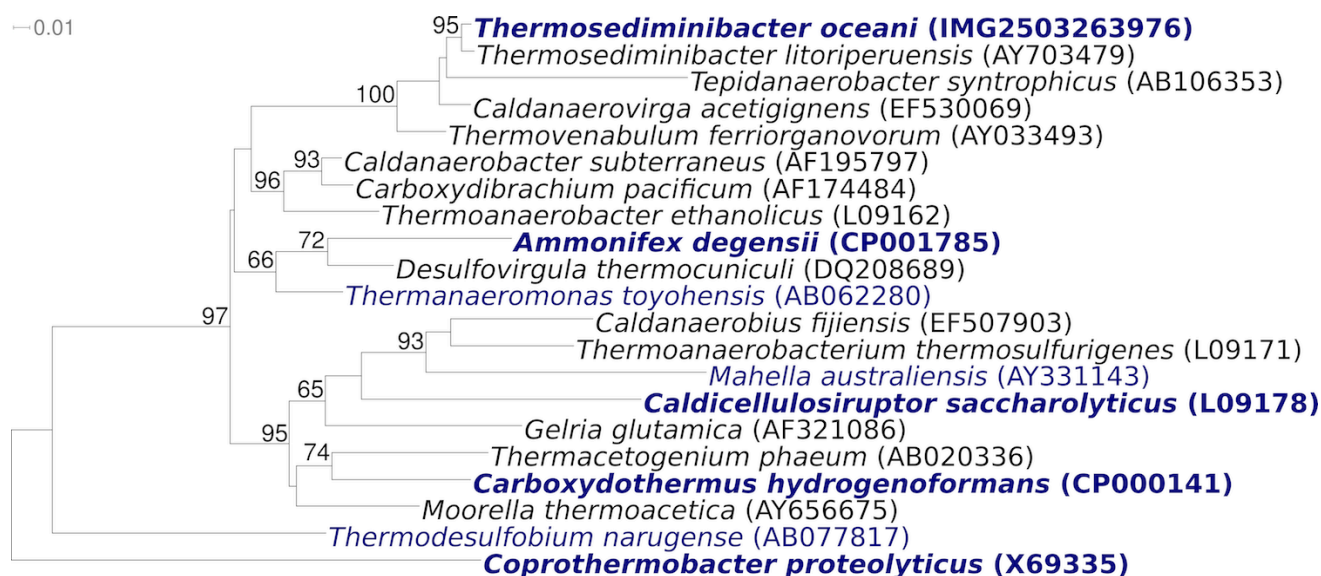 0.01
95 Thermosediminibacter oceani (IMG2503263976)
Thermosediminibacter litoriperuensis (AY703479)
Tepidanaerobacter syntrophicus (AB106353)
100
Caldanaerovirga acetigignens (EF530069)
Thermovenabulum ferriorganovorum (AY033493)
93 Caldanaerobacter subterraneus (AF195797)
96 Carboxydibrachium pacificum (AF174484)
Thermoanaerobacter ethanolicus (L09162)
72 Ammonifex degensii (CP001785)
66 Desulfovirgula thermocuniculi (DQ208689)
Thermanaeromonas toyohensis (AB062280)
97
Caldanaerobius fijiensis (EF507903)
93 Thermoanaerobacterium thermosulfurigenes (L09171)
Mahella australiensis (AY331143)
65
Caldicellulosiruptor saccharolyticus (L09178)
95 Gelria glutamica (AF321086)
74 Thermacetogenium phaeum (AB020336)
Carboxydothermus hydrogenoformans (CP000141)
Moorella thermoacetica (AY656675)
Thermodesulfobium narugense (AB077817)
Coprothermobacter proteolyticus (X69335)